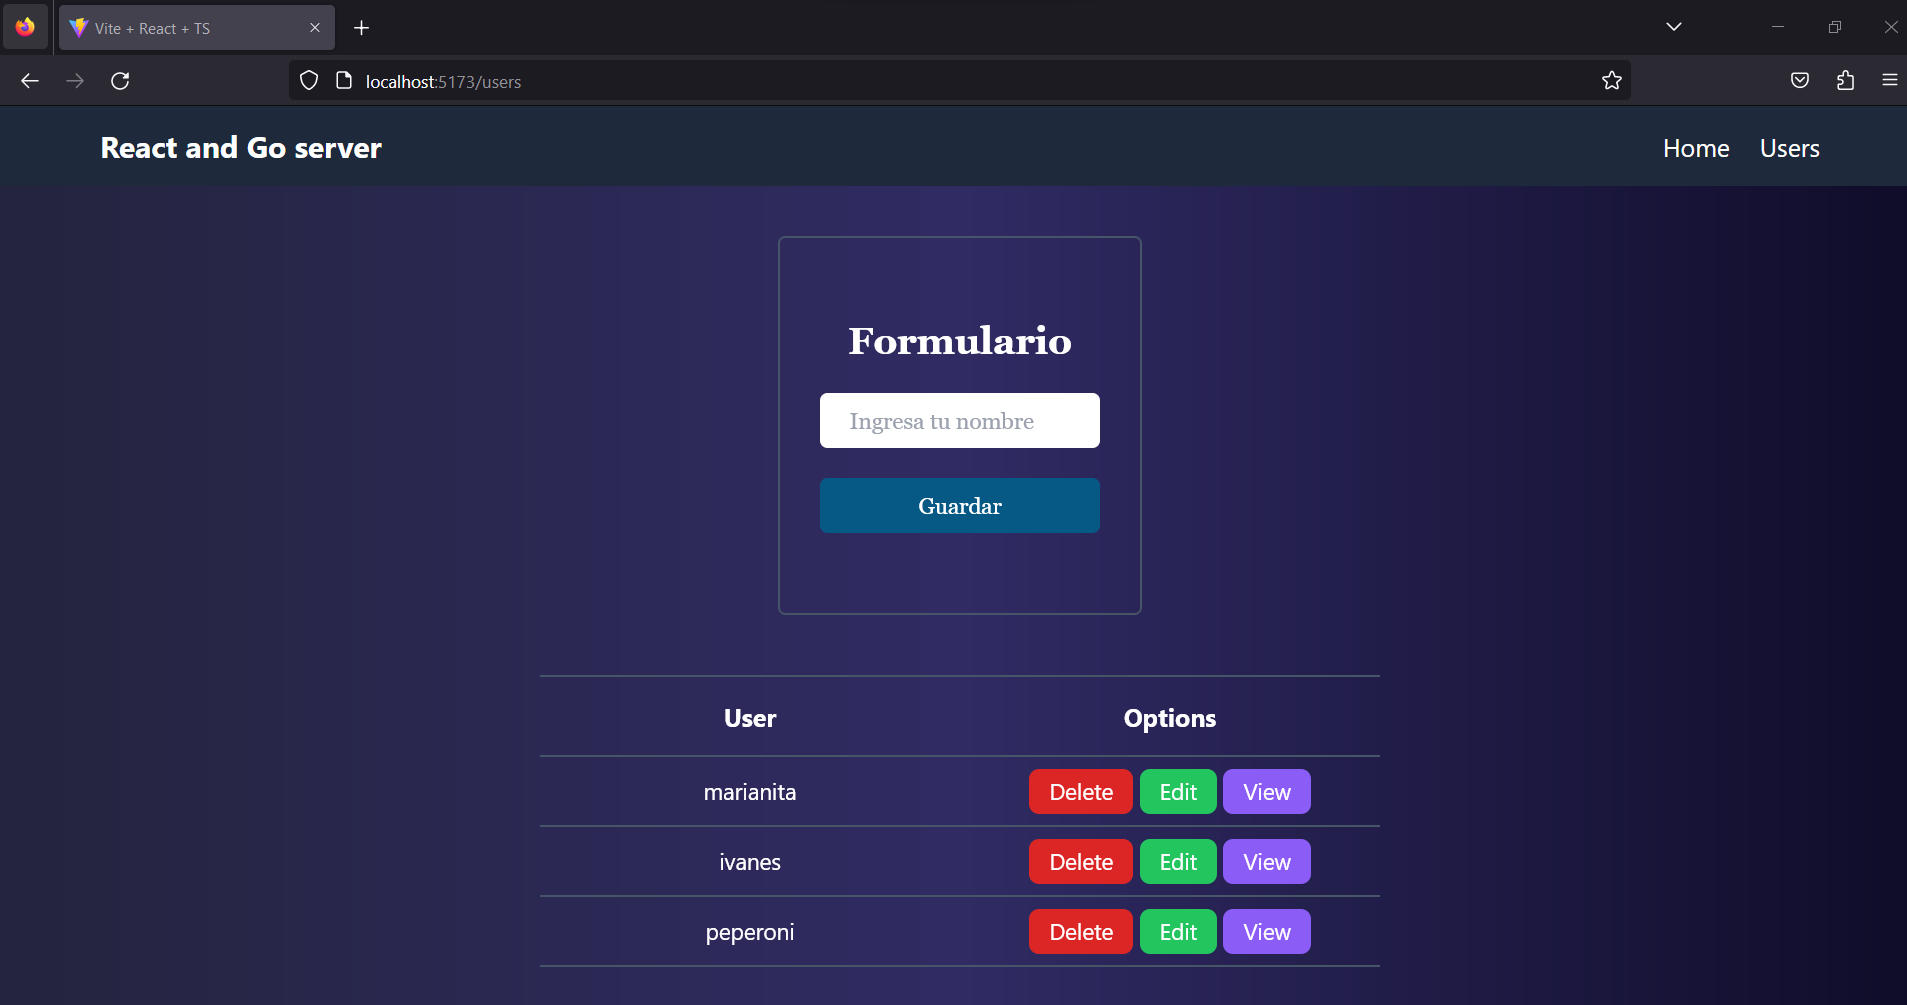 Vite + React + TS
localhost:5173/users
React and Go server
Home Users
Formulario
Ingresa tu nombre
Guardar
User Options
marianita Delete Edit View
ivanes Delete Edit View
peperoni Delete Edit View